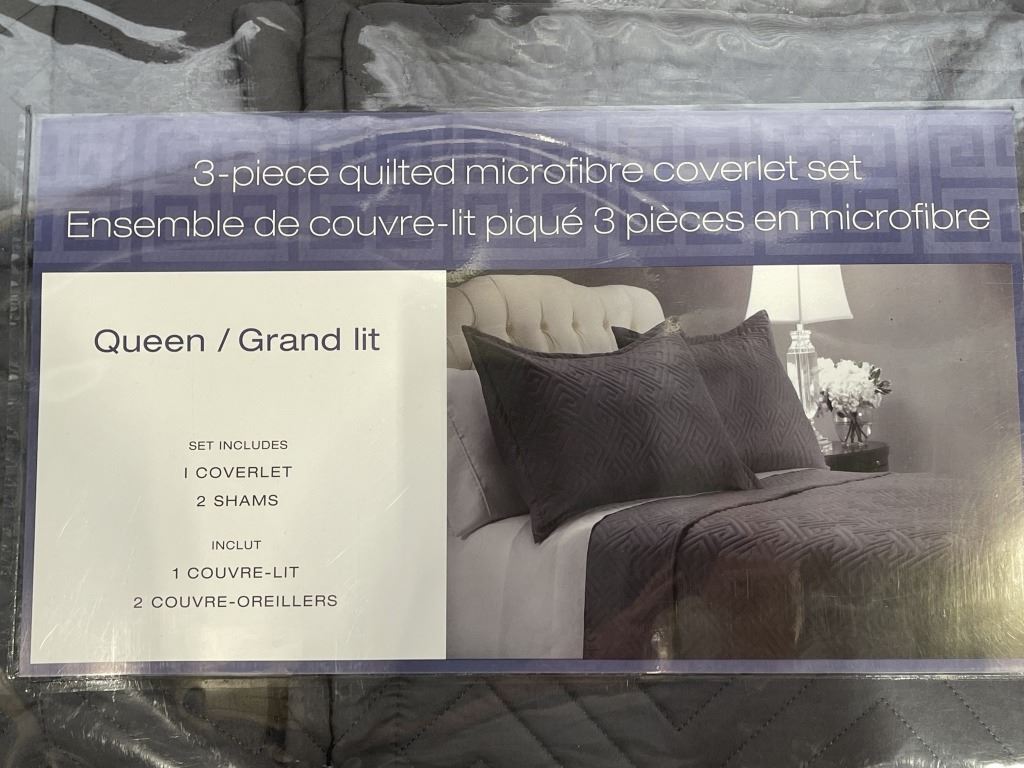 3-piece quilted microfibre coverlet set
Ensemble de couvre-lit piqué 3 pièces en microfibre
Queen / Grand lit
SET INCLUDES
1 COVERLET
2 SHAMS
INCLUT
1 COUVRE-LIT
2 COUVRE-OREILLERS